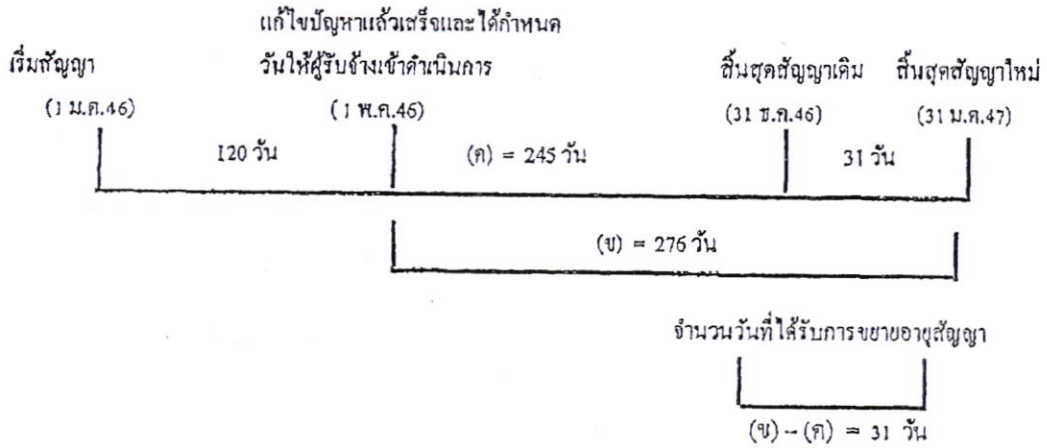 แก้ไขปัญหาแล้วเสร็จและได้กำหนด
เริ่มสัญญา วันให้ผู้รับจ้างเข้าดำเนินการ สิ้นสุดสัญญาเดิม สิ้นสุดสัญญาใหม่
(1 ม.ค.46) (1 พ.ค.46) (31 ธ.ค.46) (31 ม.ค.47)
120 วัน (ค) = 245 วัน 31 วัน
(ข) = 276 วัน
จำนวนวันที่ได้รับการขยายอายุสัญญา
(ข) – (ค) = 31 วัน